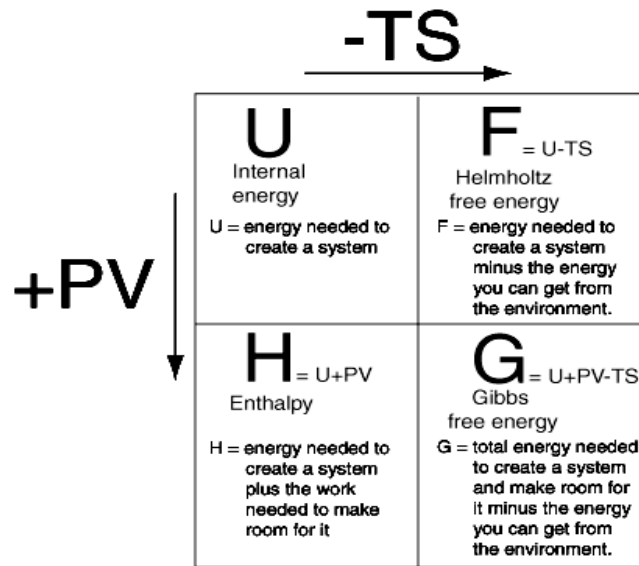 -TS
+PV
U
Internal
energy
U = energy needed to
create a system
F = U-TS
Helmholtz
free energy
F = energy needed to
create a system
minus the energy
you can get from
the environment.
H = U+PV
Enthalpy
H = energy needed to
create a system
plus the work
needed to make
room for it
G = U+PV-TS
Gibbs
free energy
G = total energy needed
to create a system
and make room for
it minus the energy
you can get from
the environment.